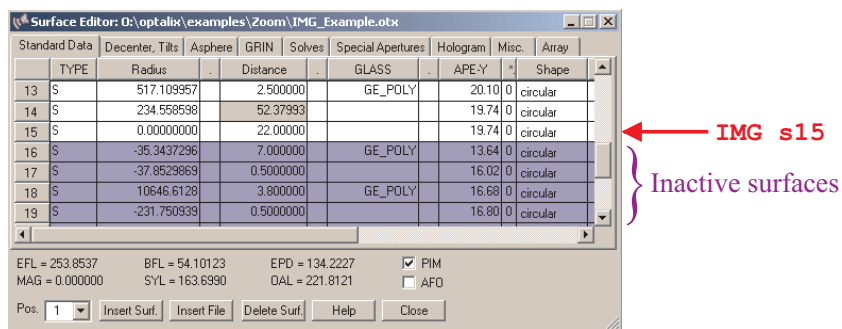 Surface Editor: O:\optalix\examples\Zoom\IMG_Example.otx
Standard Data Decenter, Tilts Asphere GRIN Solves Special Apertures Hologram Misc. Array
TYPE Radius . Distance . GLASS . APE-Y *. Shape
13 S 517.109957 2.500000 GE_POLY 20.10 0 circular
14 S 234.558598 52.37993 19.74 0 circular
15 S 0.00000000 22.00000 19.74 0 circular
16 S -35.3437296 7.000000 GE_POLY 13.64 0 circular
17 S -37.8529869 0.5000000 16.02 0 circular
18 S 10646.6128 3.800000 GE_POLY 16.68 0 circular
19 S -231.750939 0.5000000 16.80 0 circular
IMG s15
Inactive surfaces
EFL = 253.8537 BFL = 54.10123 EPD = 134.2227 PIM
MAG = 0.000000 SYL = 163.6990 OAL = 221.8121 AFO
Pos. 1 Insert Surf. Insert File Delete Surf. Help Close